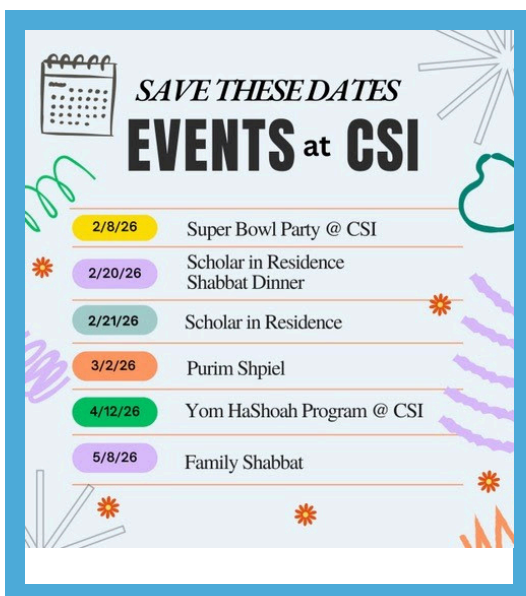 SAVE THESE DATES
EVENTS at CSI
2/8/26 Super Bowl Party @ CSI
2/20/26 Scholar in Residence
Shabbat Dinner
2/21/26 Scholar in Residence
3/2/26 Purim Shpiel
4/12/26 Yom HaShoah Program @ CSI
5/8/26 Family Shabbat